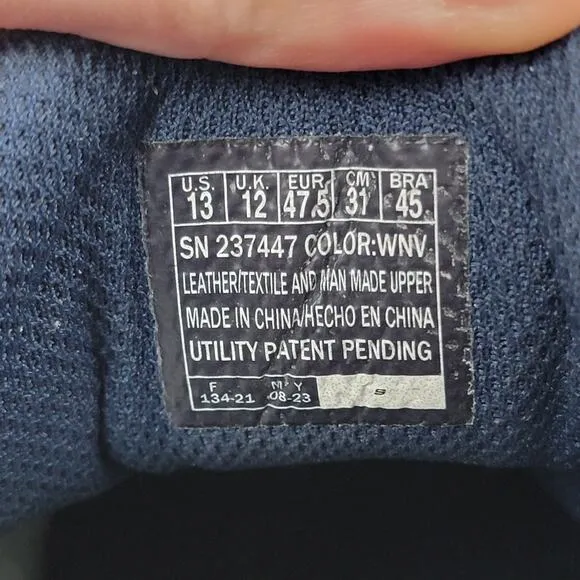 U.S. U.K. EUR CM BRA
13 12 47.5 31 45
SN 237447 COLOR:WNV
LEATHER/TEXTILE AND MAN MADE UPPER
MADE IN CHINA/HECHO EN CHINA
UTILITY PATENT PENDING
F M Y S
134-21 08-23